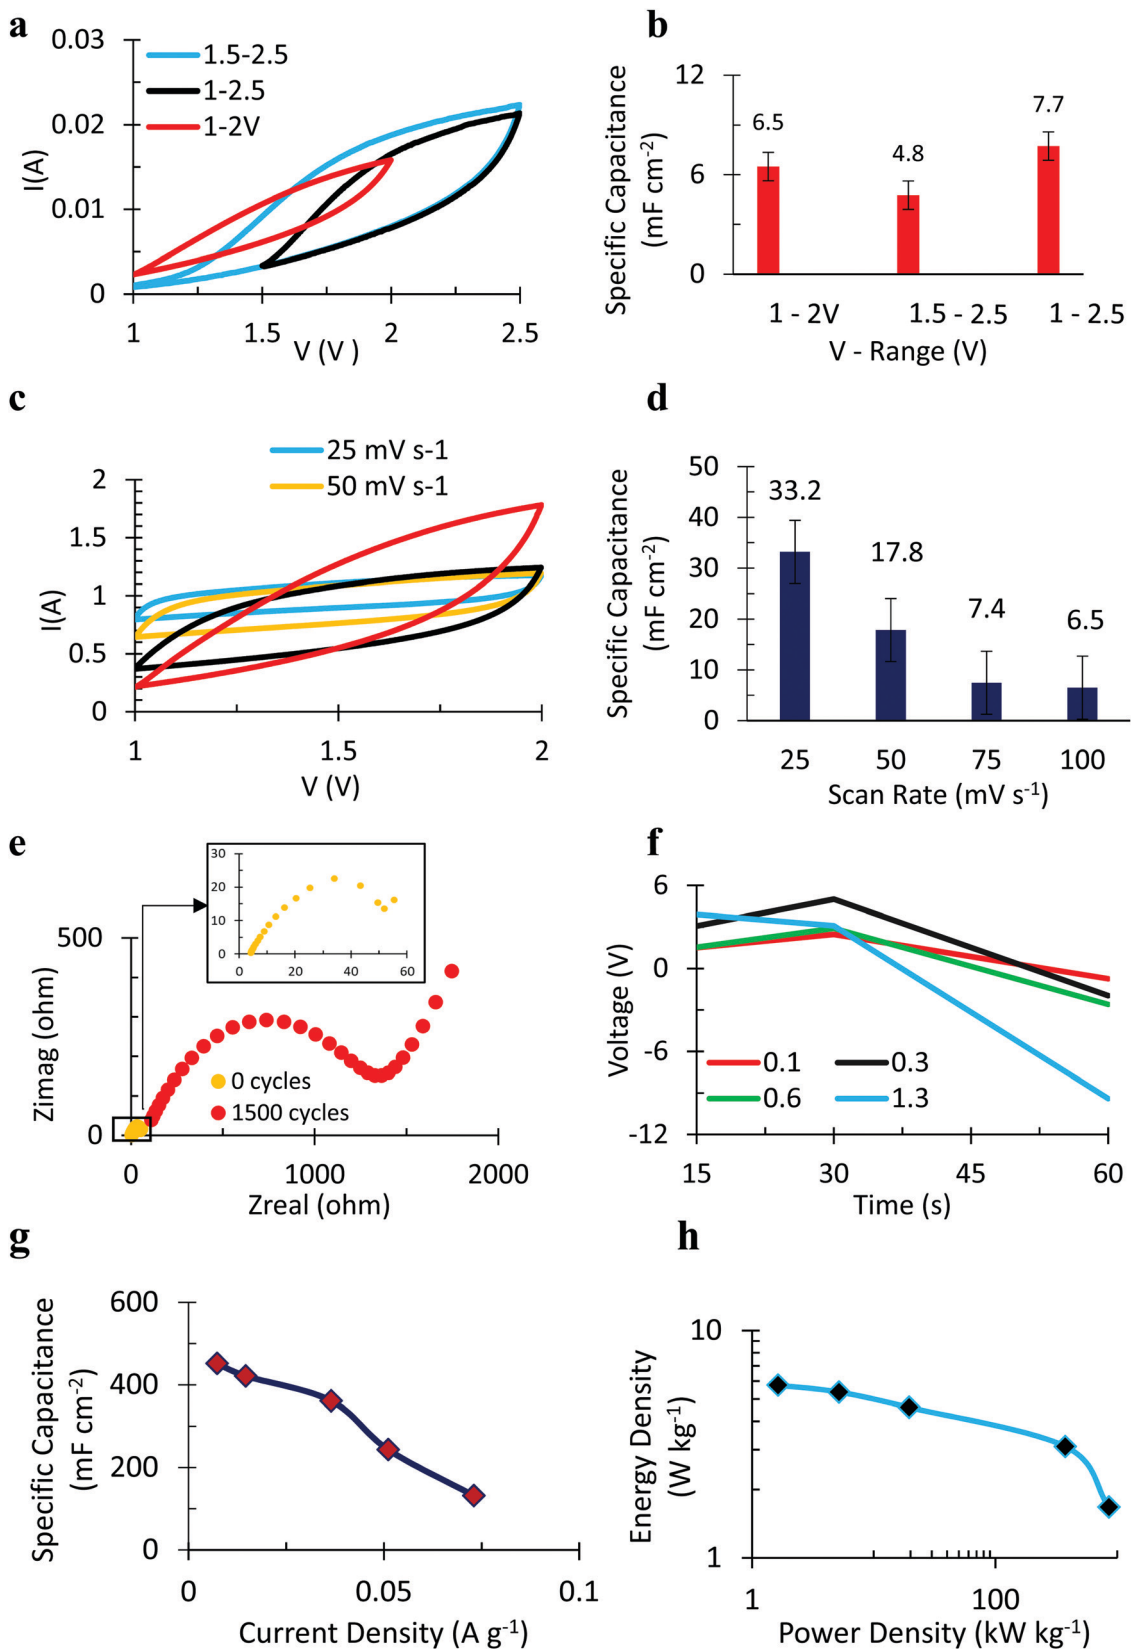 a
0.03
0.02
0.01
0
I(A)
1.5-2.5
1-2.5
1-2V
1
1.5
2
2.5
V (V )
b
Specific Capacitance
(mF cm-2)
12
6
0
6.5
4.8
7.7
1 - 2V
1.5 - 2.5
1 - 2.5
V - Range (V)
c
25 mV s-1
50 mV s-1
2
1.5
1
0.5
0
I(A)
1
1.5
2
V (V)
d
Specific Capacitance
(mF cm-2)
50
40
30
20
10
0
33.2
17.8
7.4
6.5
25
50
75
100
Scan Rate (mV s-1)
e
30
20
10
0
0
20
40
60
500
0
Zimag (ohm)
0 cycles
1500 cycles
0
1000
2000
Zreal (ohm)
f
6
0
-6
-12
Voltage (V)
0.1
0.3
0.6
1.3
15
30
45
60
Time (s)
g
Specific Capacitance
(mF cm-2)
600
400
200
0
0
0.05
0.1
Current Density (A g-1)
h
Energy Density
(W kg-1)
10
1
1
100
Power Density (kW kg-1)